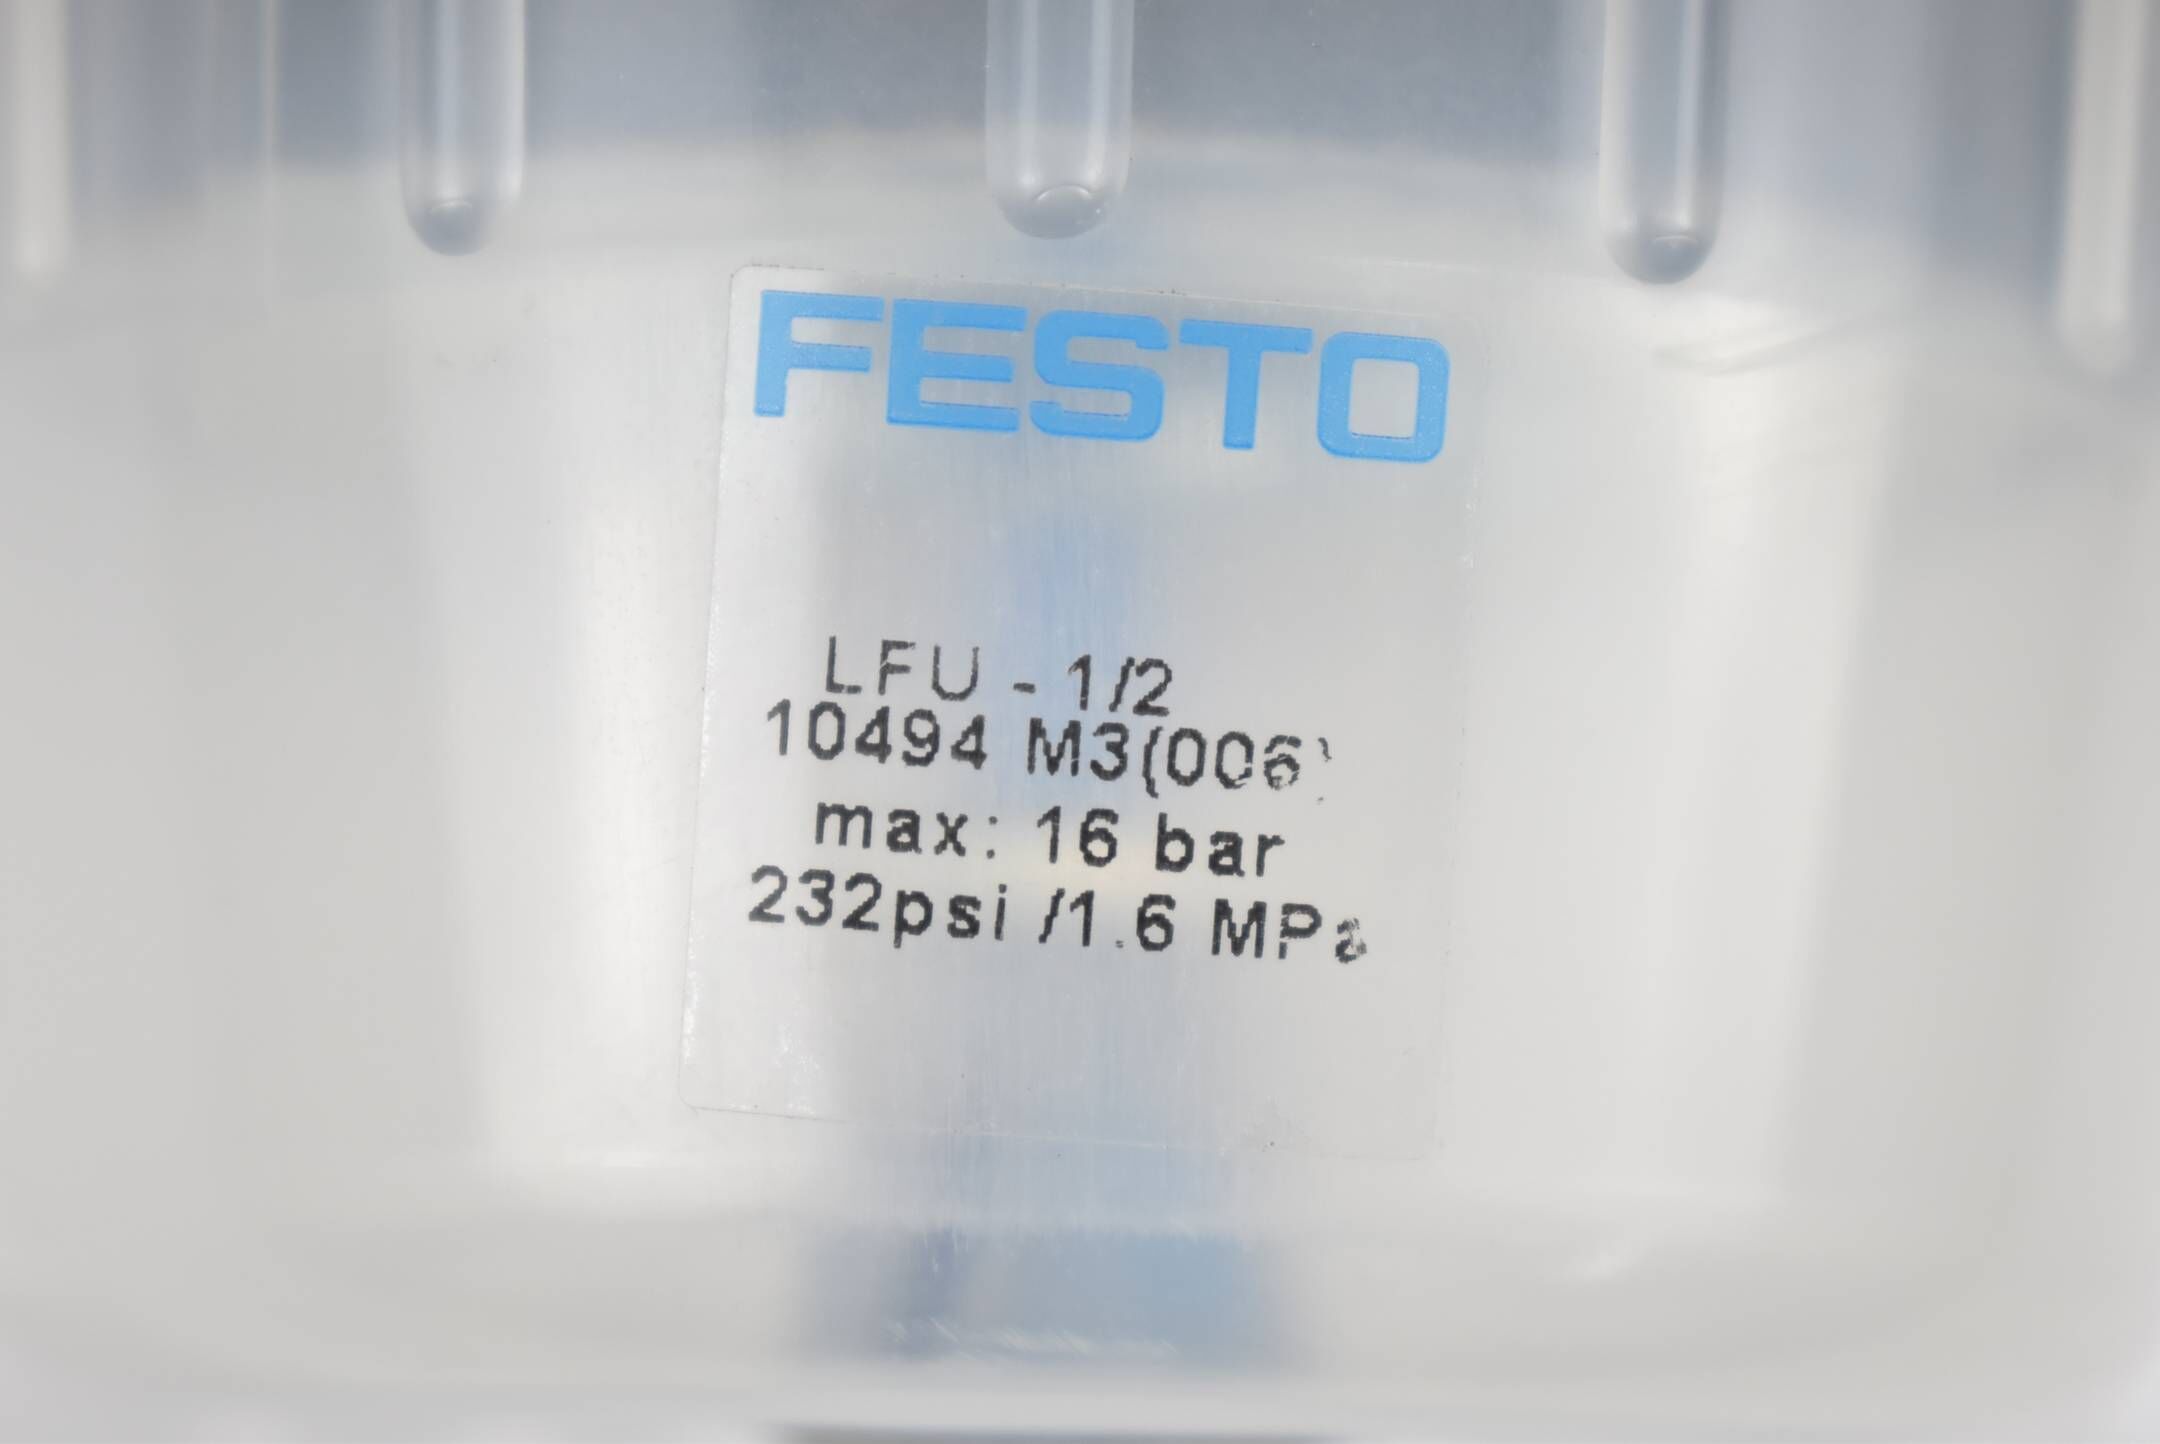 FESTO
LFU - 1/2
10494 M3(006)
max: 16 bar
232psi /1.6 MPa